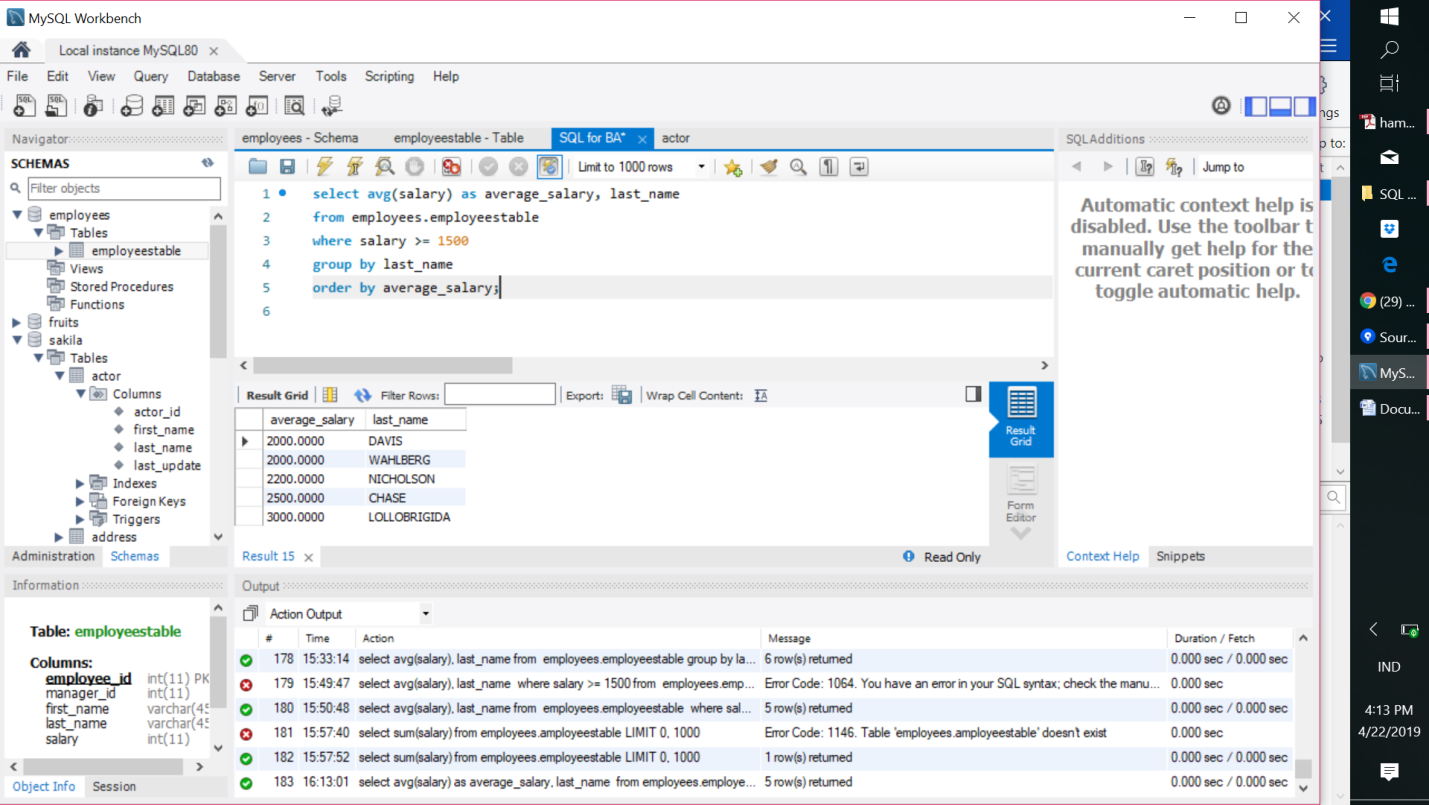 MySQL Workbench
Local instance MySQL80
File Edit View Query Database Server Tools Scripting Help
Navigator
SCHEMAS
Filter objects
employees
Tables
employeestable
Views
Stored Procedures
Functions
fruits
sakila
Tables
actor
Columns
actor_id
first_name
last_name
last_update
Indexes
Foreign Keys
Triggers
address
Administration Schemas
Information
Table: employeestable
Columns:
employee_id int(11) PK
manager_id int(11)
first_name varchar(45
last_name varchar(45
salary int(11)
Object Info Session
employees - Schema employeestable - Table SQL for BA* actor
Limit to 1000 rows
1 select avg(salary) as average_salary, last_name
2 from employees.employeestable
3 where salary >= 1500
4 group by last_name
5 order by average_salary;
6
Result Grid Filter Rows: Export: Wrap Cell Content:
average_salary last_name
2000.0000 DAVIS
2000.0000 WAHLBERG
2200.0000 NICHOLSON
2500.0000 CHASE
3000.0000 LOLLOBRIGIDA
Result Grid
Form Editor
Result 15
Read Only
SQLAdditions
Jump to
Automatic context help is
disabled. Use the toolbar t
manually get help for the
current caret position or to
toggle automatic help.
Context Help Snippets
Output
Action Output
# Time Action Message Duration / Fetch
178 15:33:14 select avg(salary), last_name from employees.employeestable group by la... 6 row(s) returned 0.000 sec / 0.000 sec
179 15:49:47 select avg(salary), last_name where salary >= 1500 from employees.emp... Error Code: 1064. You have an error in your SQL syntax; check the manu... 0.000 sec
180 15:50:48 select avg(salary), last_name from employees.employeestable where sal... 5 row(s) returned 0.000 sec / 0.000 sec
181 15:57:40 select sum(salary) from employees.amployeestable LIMIT 0, 1000 Error Code: 1146. Table 'employees.amployeestable' doesn't exist 0.000 sec
182 15:57:52 select sum(salary) from employees.employeestable LIMIT 0, 1000 1 row(s) returned 0.000 sec / 0.000 sec
183 16:13:01 select avg(salary) as average_salary, last_name from employees.employe... 5 row(s) returned 0.000 sec / 0.000 sec
ngs
p to:
ham...
SQL ...
(29) ...
Sour...
MyS...
Docu...
IND
4:13 PM
4/22/2019